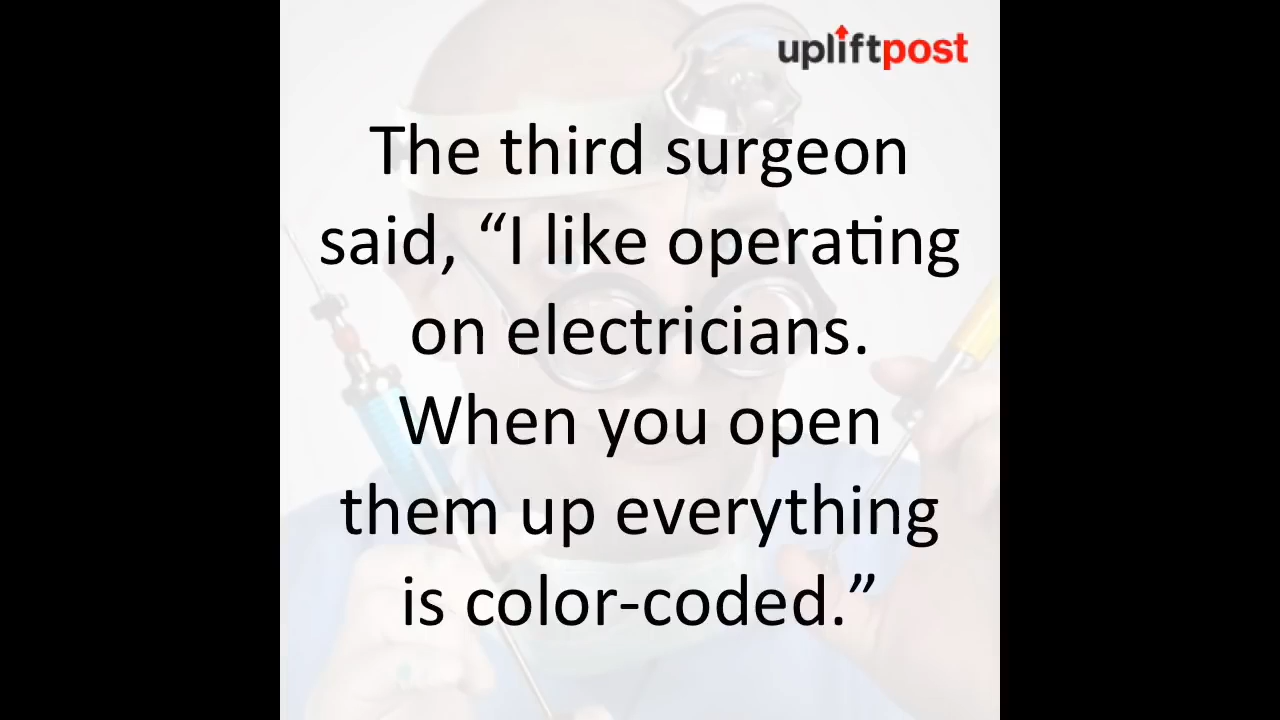 upliftpost
The third surgeon
said, “I like operating
on electricians.
When you open
them up everything
is color-coded.”